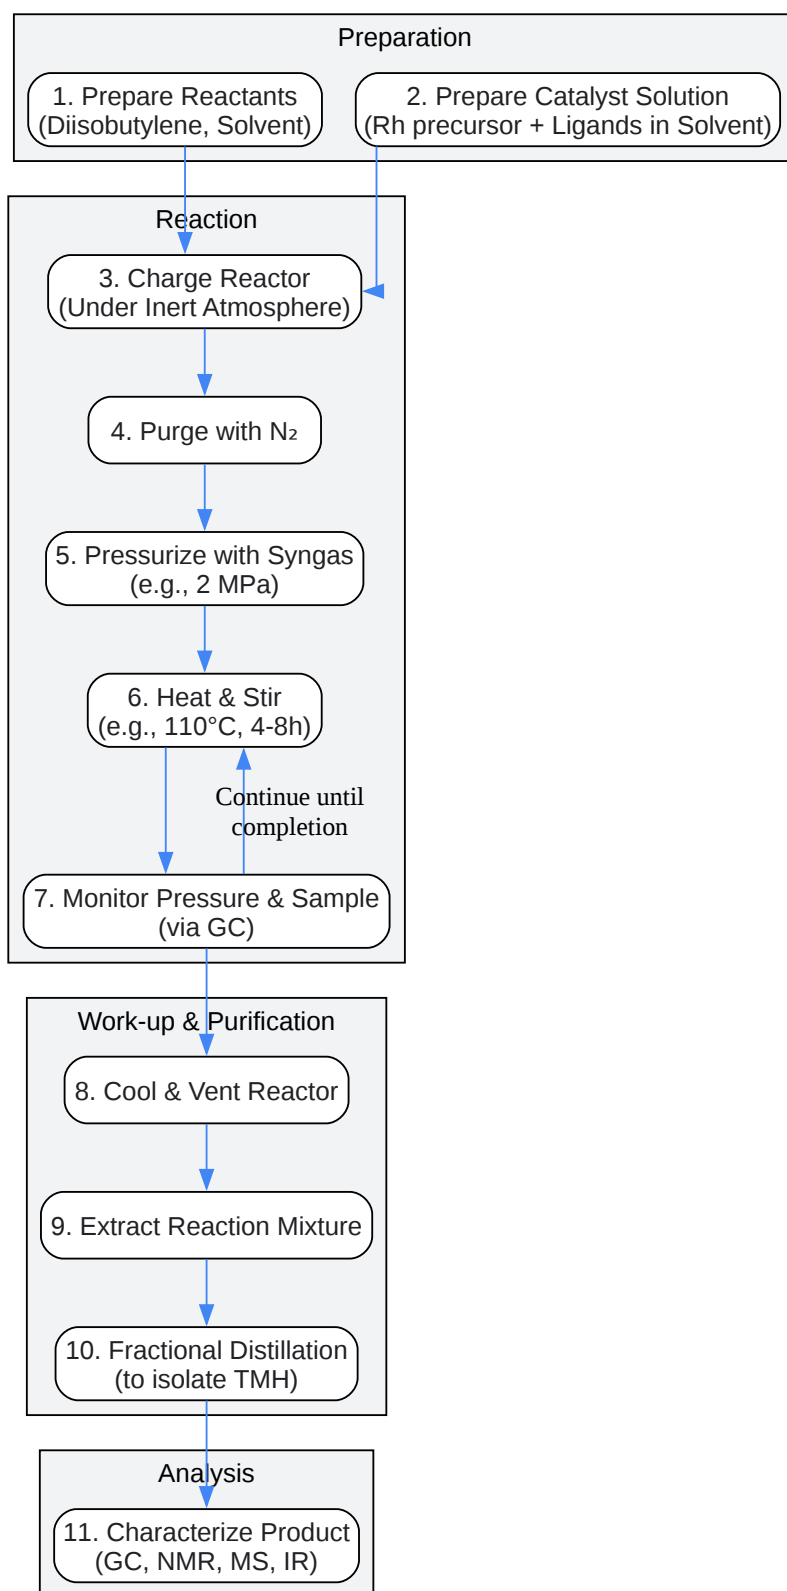 Preparation
1. Prepare Reactants
(Diisobutylene, Solvent)
2. Prepare Catalyst Solution
(Rh precursor + Ligands in Solvent)
Reaction
3. Charge Reactor
(Under Inert Atmosphere)
4. Purge with N₂
5. Pressurize with Syngas
(e.g., 2 MPa)
6. Heat & Stir
(e.g., 110°C, 4-8h)
Continue until
completion
7. Monitor Pressure & Sample
(via GC)
Work-up & Purification
8. Cool & Vent Reactor
9. Extract Reaction Mixture
10. Fractional Distillation
(to isolate TMH)
Analysis
11. Characterize Product
(GC, NMR, MS, IR)